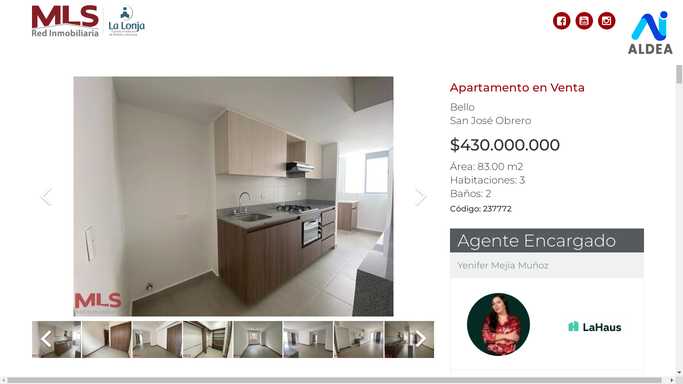 MLS
Red Inmobiliaria
La Lonja
ALDEA
Apartamento en Venta
Bello
San José Obrero
$430.000.000
Área: 83.00 m2
Habitaciones: 3
Baños: 2
Código: 237772
Agente Encargado
Yenifer Mejia Muñoz
LaHaus
MLS